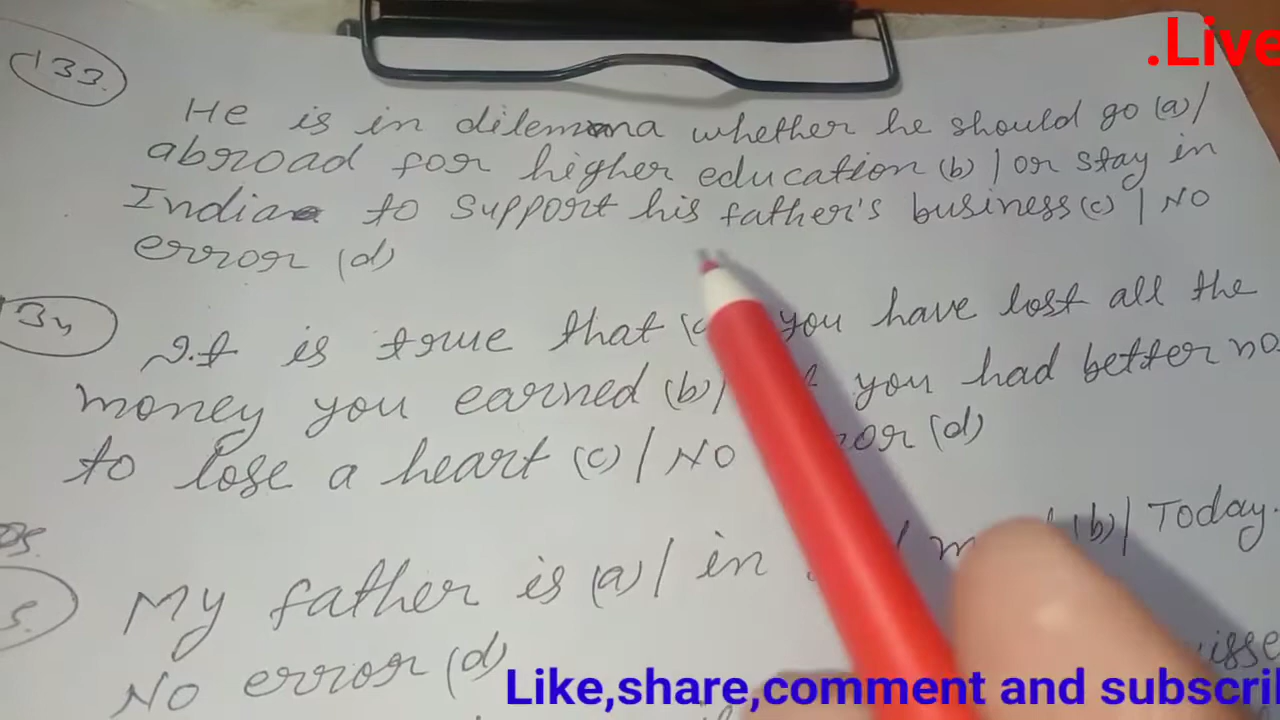 .Live
133.
He is in dilemma whether he should go (a)/
abroad for higher education (b) / or stay in
India to support his father's business (c) / NO
error (d)
34
It is true that you have lost all the
money you earned (b)/ you had better no
to lose a heart (c) / NO (d)
My father is (a)/ in (b)/ Today.
NO error (d)
Like,share,comment and subscri